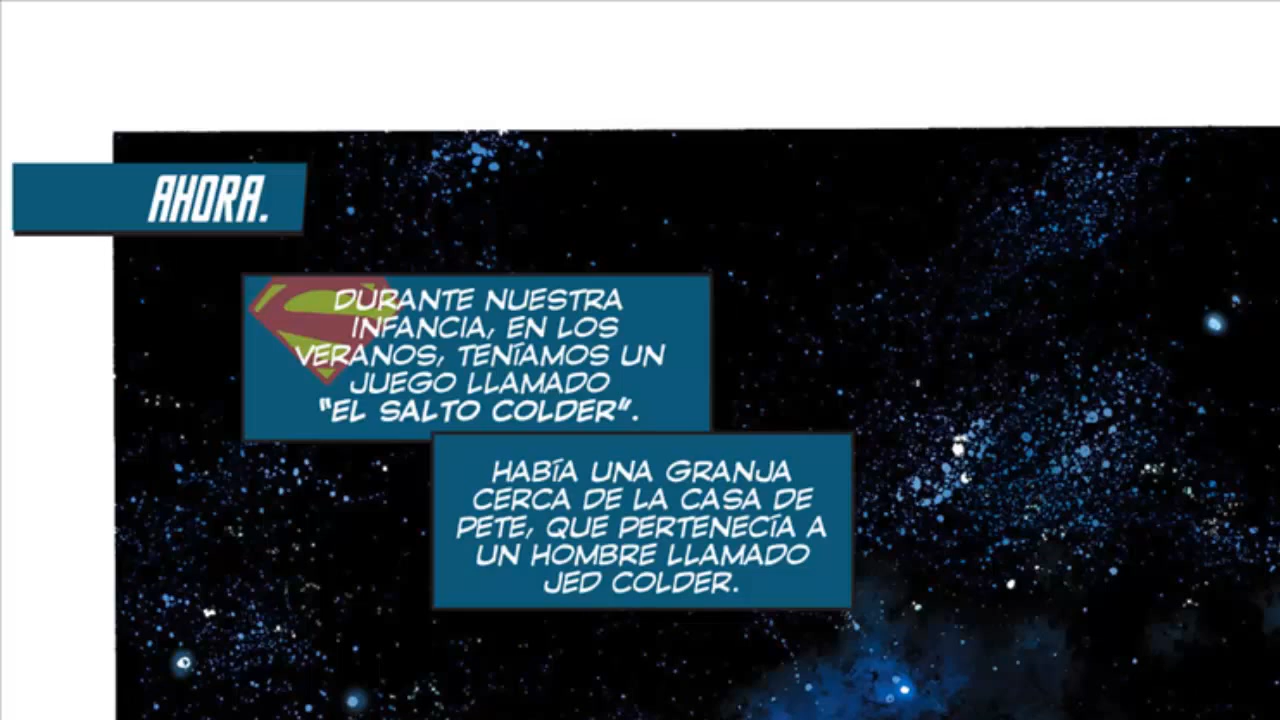 AHORA.
DURANTE NUESTRA
INFANCIA, EN LOS
VERANOS, TENÍAMOS UN
JUEGO LLAMADO
"EL SALTO COLDER".
HABÍA UNA GRANJA
CERCA DE LA CASA DE
PETE, QUE PERTENECÍA A
UN HOMBRE LLAMADO
JED COLDER.